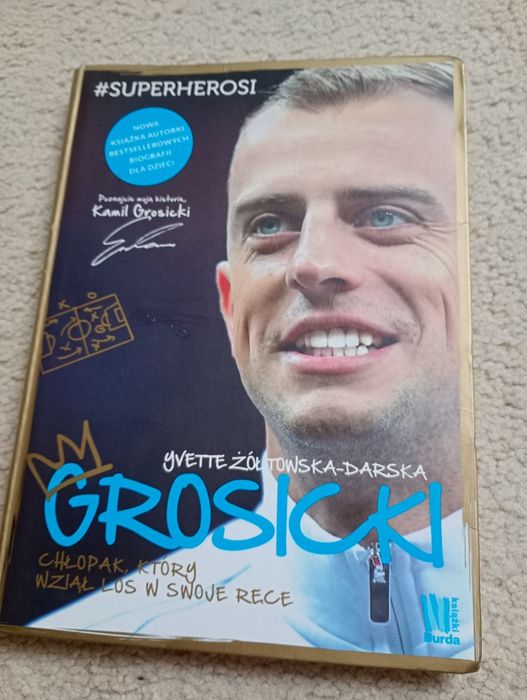 #SUPERHEROSI
NOWA
KSIĄŻKA AUTORKI
BESTSELLEROWYCH
BIOGRAFII
DLA DZIECI
Poznajcie moją historię,
Kamil Grosicki
YVETTE ŻÓŁTOWSKA-DARSKA
GROSICKI
CHŁOPAK, KTÓRY
WZIĄŁ LOS W SWOJE RĘCE
książki
Burda